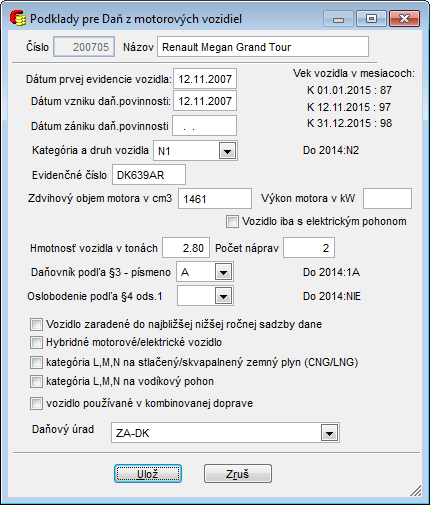 Podklady pre Daň z motorových vozidiel
Číslo 200705 Názov Renault Megan Grand Tour
Dátum prvej evidencie vozidla: 12.11.2007
Dátum vzniku daň.povinnosti: 12.11.2007
Dátum zániku daň.povinnosti . .
Vek vozidla v mesiacoch:
K 01.01.2015 : 87
K 12.11.2015 : 97
K 31.12.2015 : 98
Kategória a druh vozidla N1 Do 2014:N2
Evidenčné číslo DK639AR
Zdvihový objem motora v cm3 1461 Výkon motora v kW
Vozidlo iba s elektrickým pohonom
Hmotnosť vozidla v tonách 2.80 Počet náprav 2
Daňovník podľa §3 - písmeno A Do 2014:1A
Oslobodenie podľa §4 ods.1 Do 2014:NIE
Vozidlo zaradené do najbližšej nižšej ročnej sadzby dane
Hybridné motorové/elektrické vozidlo
kategória L,M,N na stlačený/skvapalnený zemný plyn (CNG/LNG)
kategória L,M,N na vodíkový pohon
vozidlo používané v kombinovanej doprave
Daňový úrad ZA-DK
Ulož Zruš